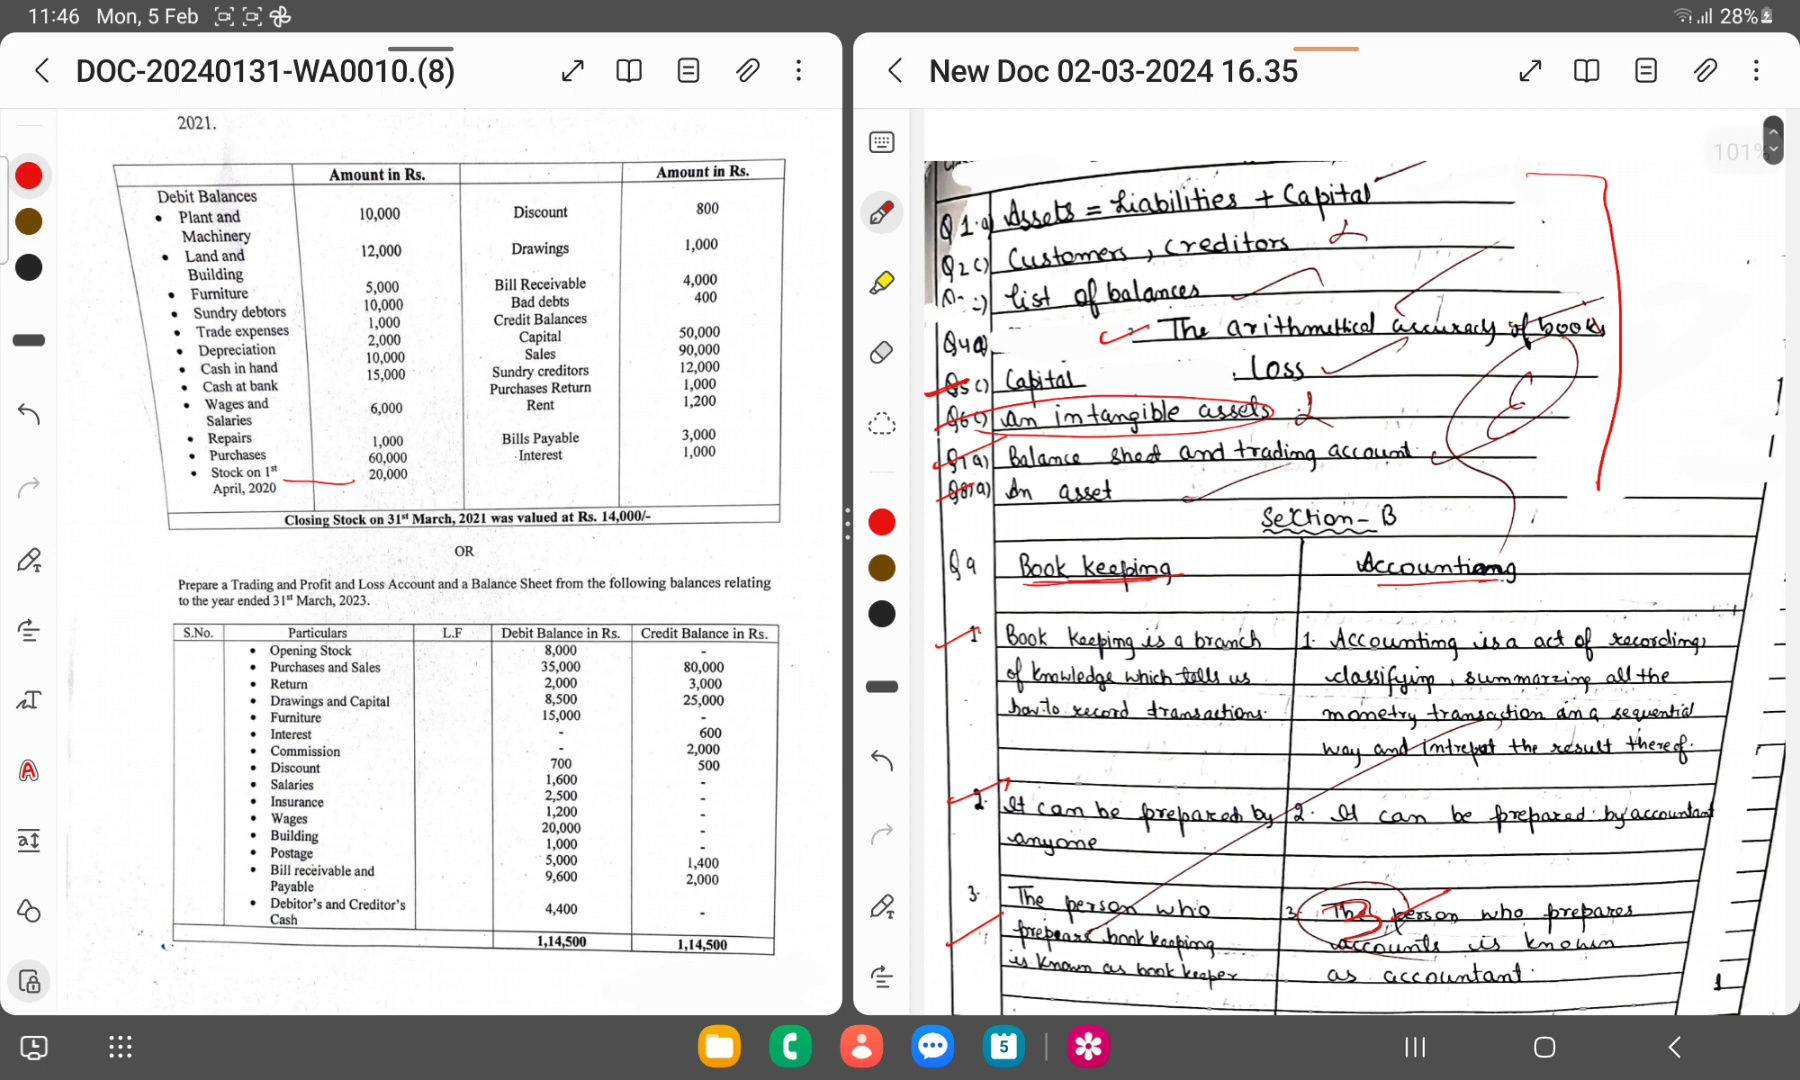 11:46 Mon, 5 Feb
28%
DOC-20240131-WA0010.(8)
2021.
Amount in Rs. Amount in Rs.
Debit Balances
• Plant and Machinery 10,000 Discount 800
• Land and Building 12,000 Drawings 1,000
• Furniture 5,000 Bill Receivable 4,000
• Sundry debtors 10,000 Bad debts 400
• Trade expenses 1,000 Credit Balances
• Depreciation 2,000 Capital 50,000
• Cash in hand 10,000 Sales 90,000
• Cash at bank 15,000 Sundry creditors 12,000
Purchases Return 1,000
• Wages and Salaries 6,000 Rent 1,200
• Repairs 1,000 Bills Payable 3,000
• Purchases 60,000 Interest 1,000
• Stock on 1st April, 2020 20,000
Closing Stock on 31st March, 2021 was valued at Rs. 14,000/-
OR
Prepare a Trading and Profit and Loss Account and a Balance Sheet from the following balances relating
to the year ended 31st March, 2023.
S.No. Particulars L.F Debit Balance in Rs. Credit Balance in Rs.
• Opening Stock 8,000 -
• Purchases and Sales 35,000 80,000
• Return 2,000 3,000
• Drawings and Capital 8,500 25,000
• Furniture 15,000 -
• Interest - 600
• Commission - 2,000
• Discount 700 500
• Salaries 1,600 -
• Insurance 2,500 -
• Wages 1,200 -
• Building 20,000 -
• Postage 1,000 -
• Bill receivable and Payable 5,000 1,400
9,600 2,000
• Debitor's and Creditor's
Cash 4,400 -
1,14,500 1,14,500
New Doc 02-03-2024 16.35
101%
Q1.a) Assets = Liabilities + Capital
Q2c) Customers, creditors
List of balances
Q4a) The arithmetical accuracy of books
Q5c) Capital Loss
Q6c) An intangible assets
Q7a) Balance sheet and trading account
Q8a) An asset
Section-B
Q9 Book keeping Accountiang
1. Book keeping is a branch
of knowledge which tells us
how to record transactions.
1. Accounting is a act of recording,
classifying, summarzing all the
monetry transaction in a sequential
way and intrepat the result thereof.
2. It can be prepared by
anyone
2. It can be prepared by accountant
3. The person who
prepears book keeping
is known as book keeper
3. The person who prepares
accounts is known
as accountant.
3
5